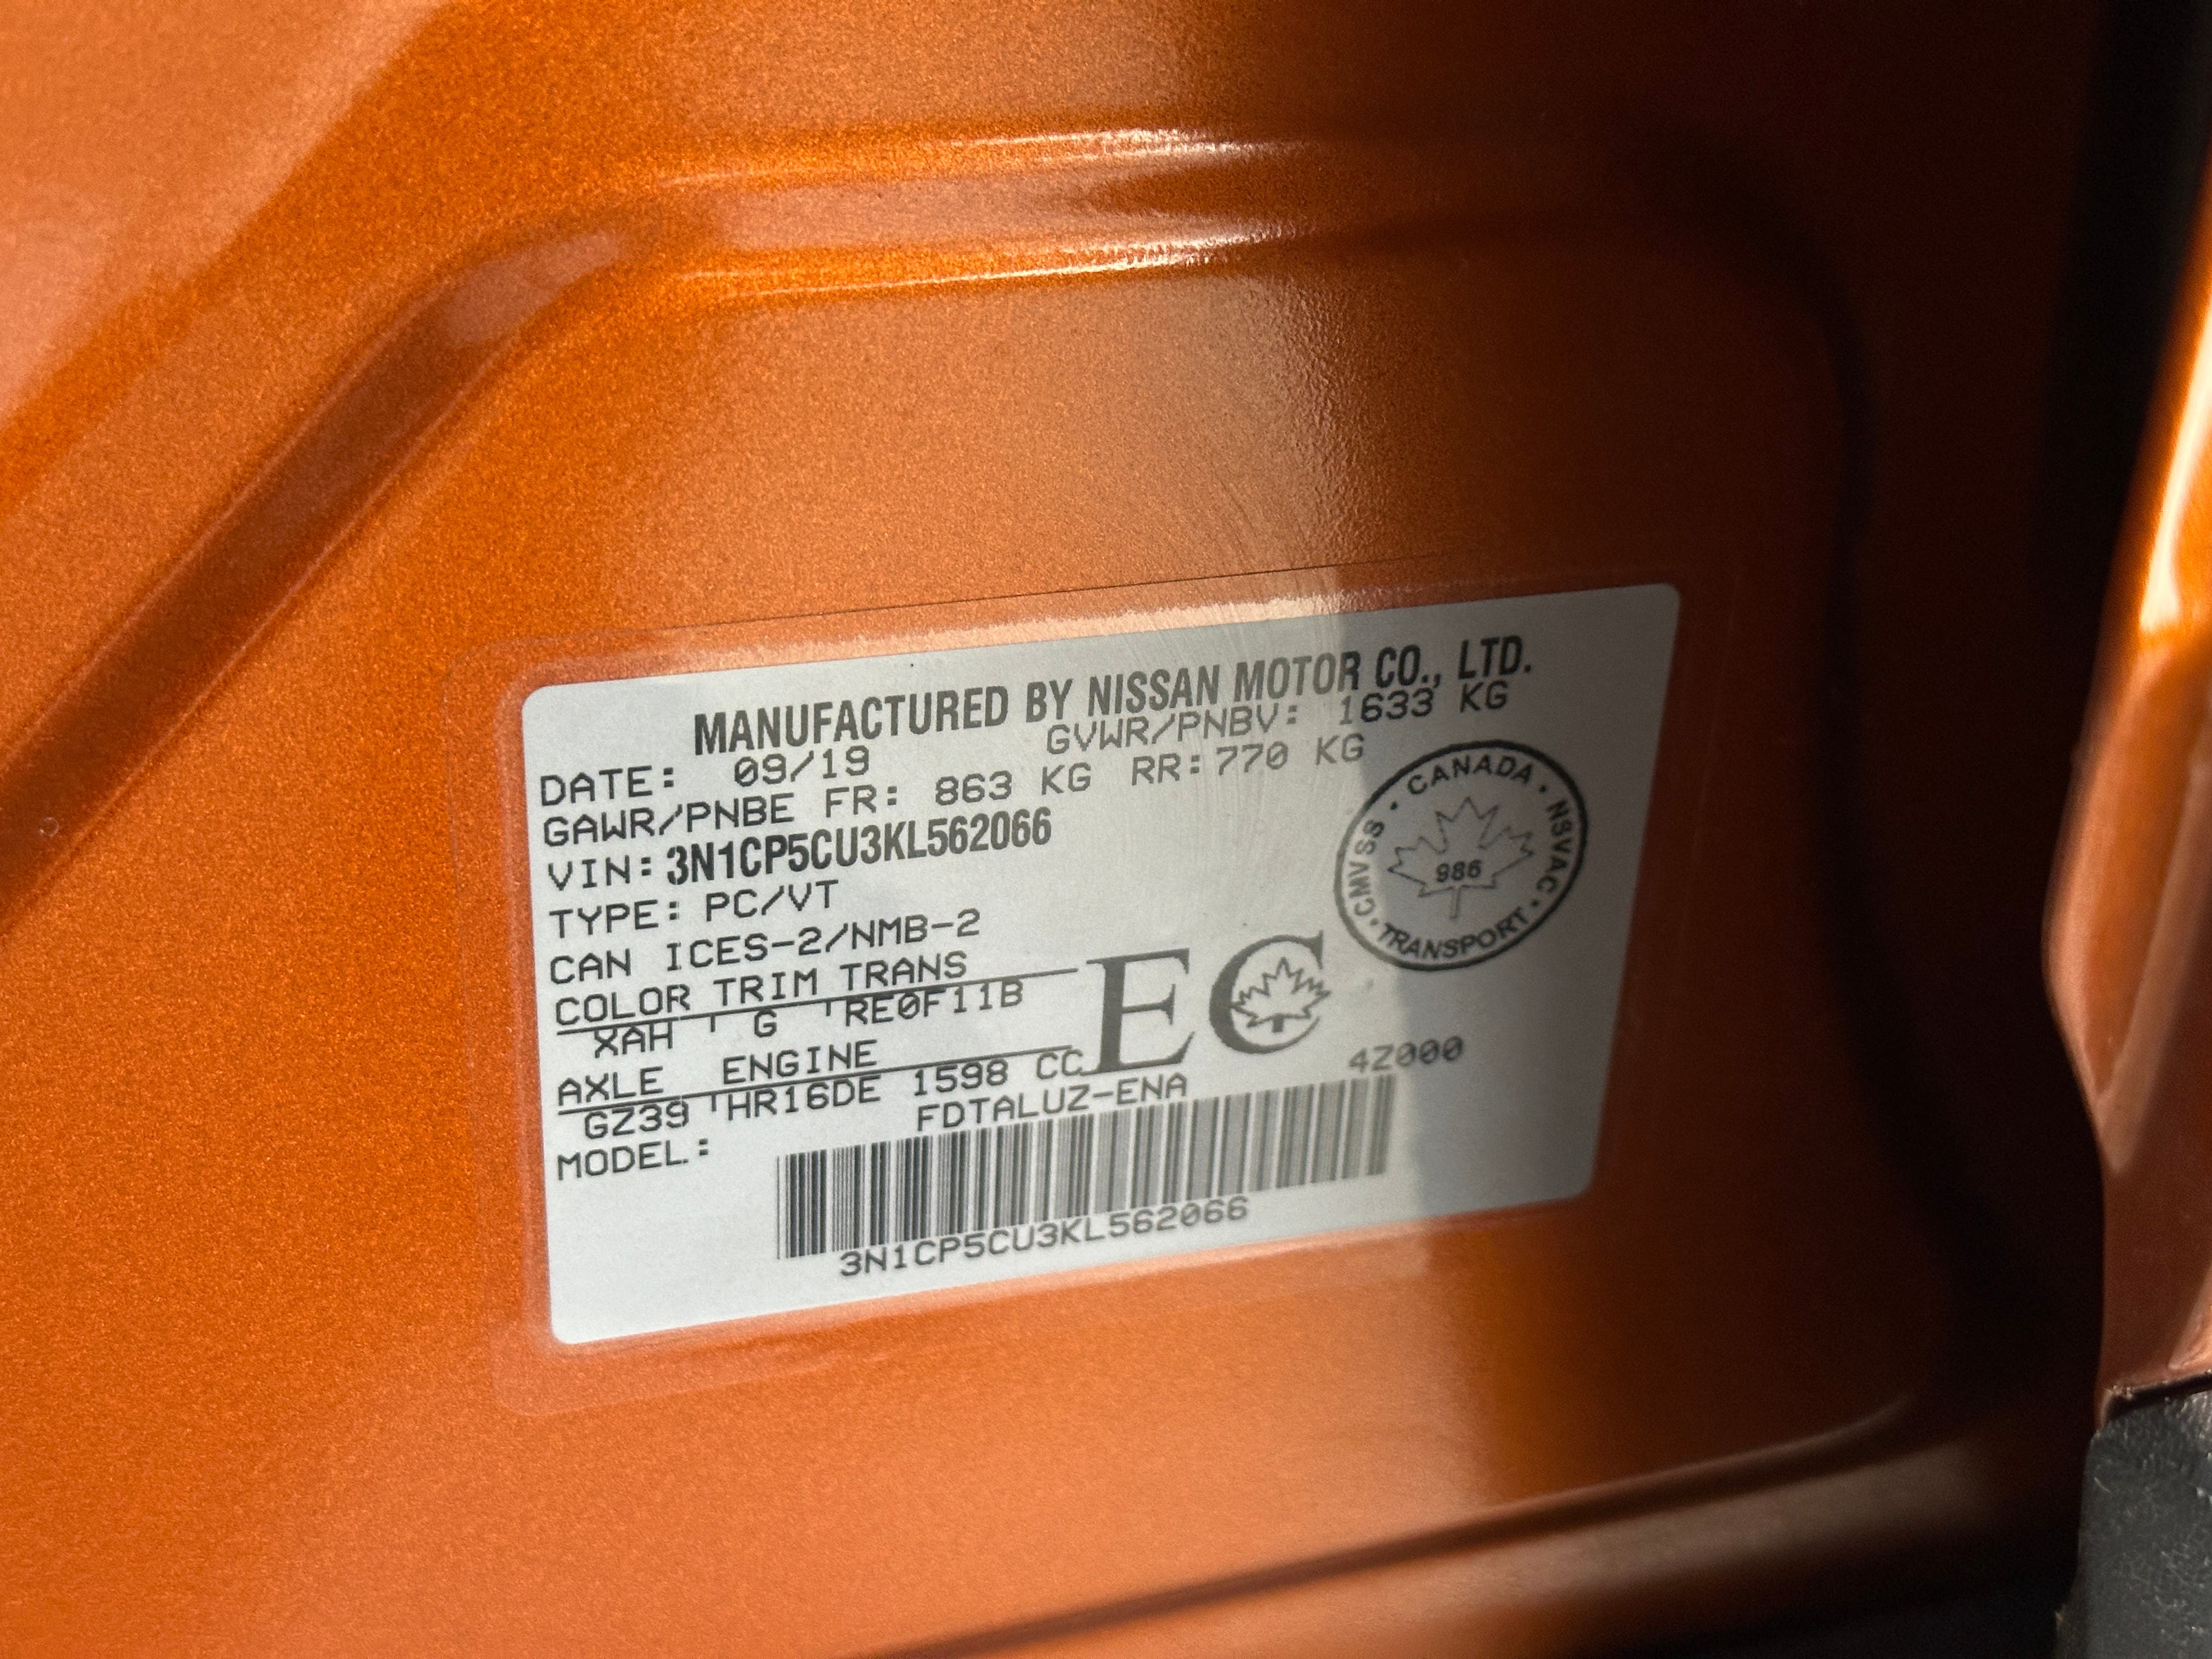 MANUFACTURED BY NISSAN MOTOR CO., LTD.
DATE: 09/19 GVWR/PNBV: 1633 KG
GAWR/PNBE FR: 863 KG RR: 770 KG
VIN: 3N1CP5CU3KL562066
TYPE: PC/VT
CAN ICES-2/NMB-2
COLOR TRIM TRANS
XAH G RE0F11B
AXLE ENGINE
GZ39 HR16DE 1598 CC
MODEL: FDTALUZ-ENA
4Z000
3N1CP5CU3KL562066
EC
CANADA • NSVAC • TRANSPORT • CMVSS •
986